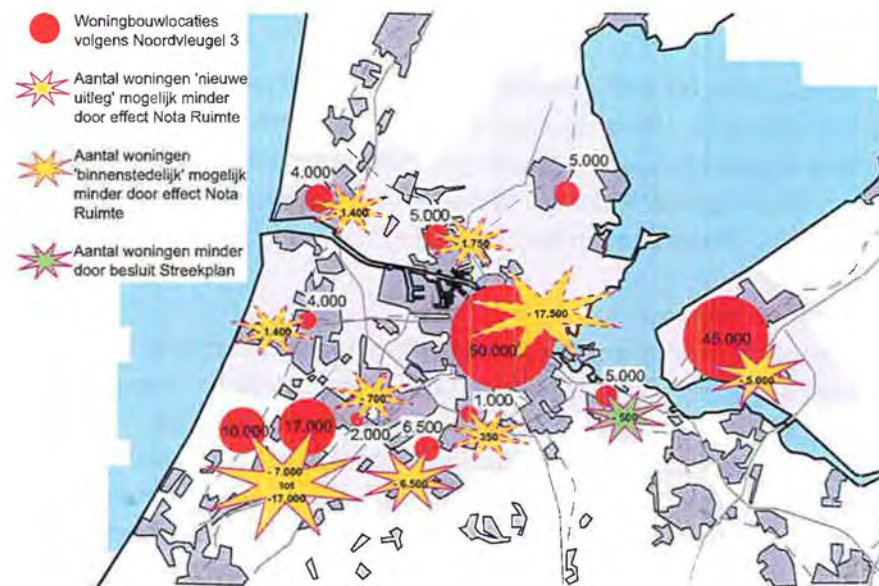 Woningbouwlocaties
volgens Noordvleugel 3
Aantal woningen 'nieuwe
uitleg' mogelijk minder
door effect Nota Ruimte
Aantal woningen
'binnenstedelijk' mogelijk
minder door effect Nota
Ruimte
Aantal woningen minder
door besluit Streekplan
4.000
- 1.400
5.000
- 1.750
5.000
4.000
- 1.400
50.000
- 17.500
45.000
- 5.000
5.000
- 500
- 700
2.000
1.000
- 350
10.000
17.000
6.500
- 6.500
- 7.000
tot
-17.000